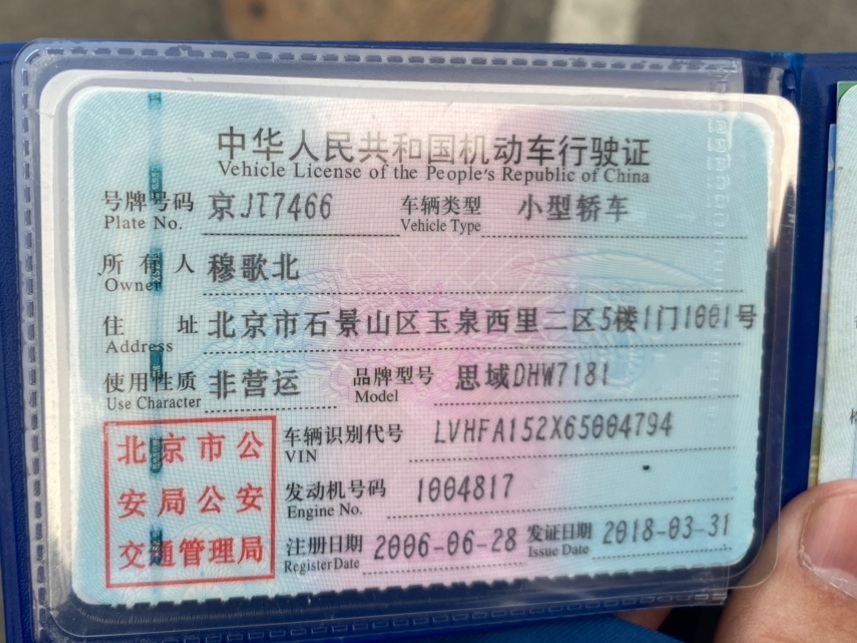 中华人民共和国机动车行驶证
Vehicle License of the People's Republic of China
号牌号码 京JT7466 车辆类型 小型轿车
Plate No. Vehicle Type
所有人 穆歌北
Owner
住址 北京市石景山区玉泉西里二区5楼1门1001号
Address
使用性质 非营运 品牌型号 思域DHW7181
Use Character Model
车辆识别代号 LVHFA152X65004794
VIN
发动机号码 1004817
Engine No.
注册日期 2006-06-28 发证日期 2018-03-31
Register Date Issue Date
北京市公
安局公安
交通管理局